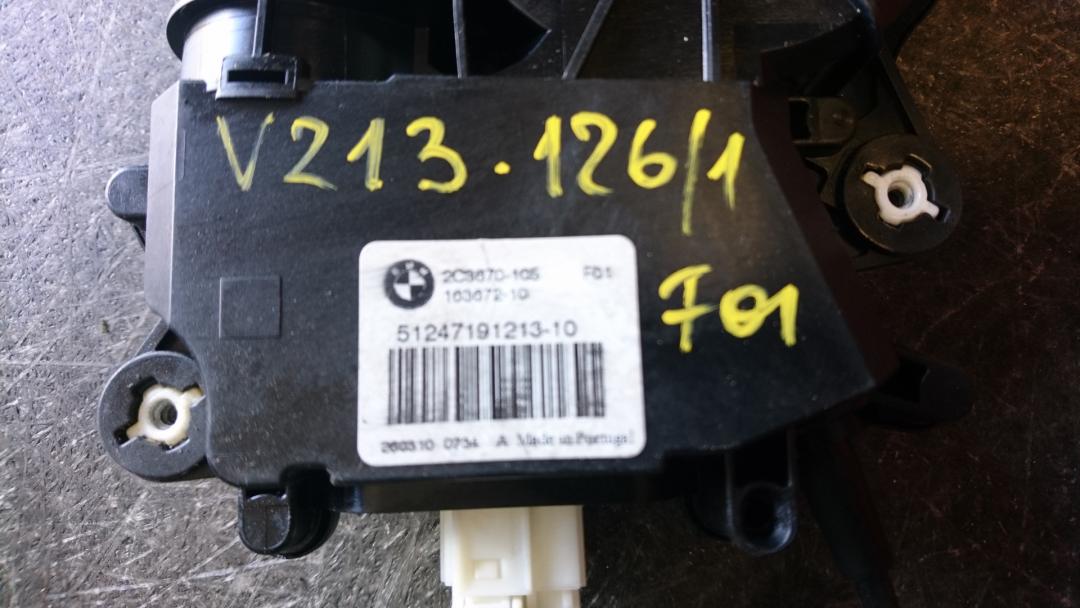 V213.126/1
2C3670-105 F01
163672-10
F01
51247191213-10
260310 0734 A Made in Portugal